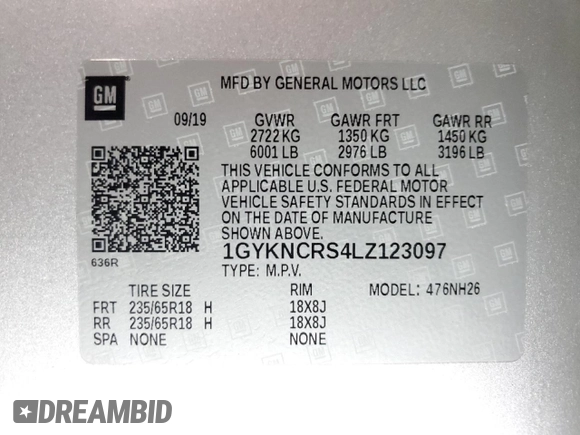 GM
MFD BY GENERAL MOTORS LLC
09/19 GVWR GAWR FRT GAWR RR
2722 KG 1350 KG 1450 KG
6001 LB 2976 LB 3196 LB
THIS VEHICLE CONFORMS TO ALL
APPLICABLE U.S. FEDERAL MOTOR
VEHICLE SAFETY STANDARDS IN EFFECT
ON THE DATE OF MANUFACTURE
SHOWN ABOVE.
636R
1GYKNCRS4LZ123097
TYPE: M.P.V.
TIRE SIZE RIM MODEL: 476NH26
FRT 235/65R18 H 18X8J
RR 235/65R18 H 18X8J
SPA NONE NONE
DREAMBID